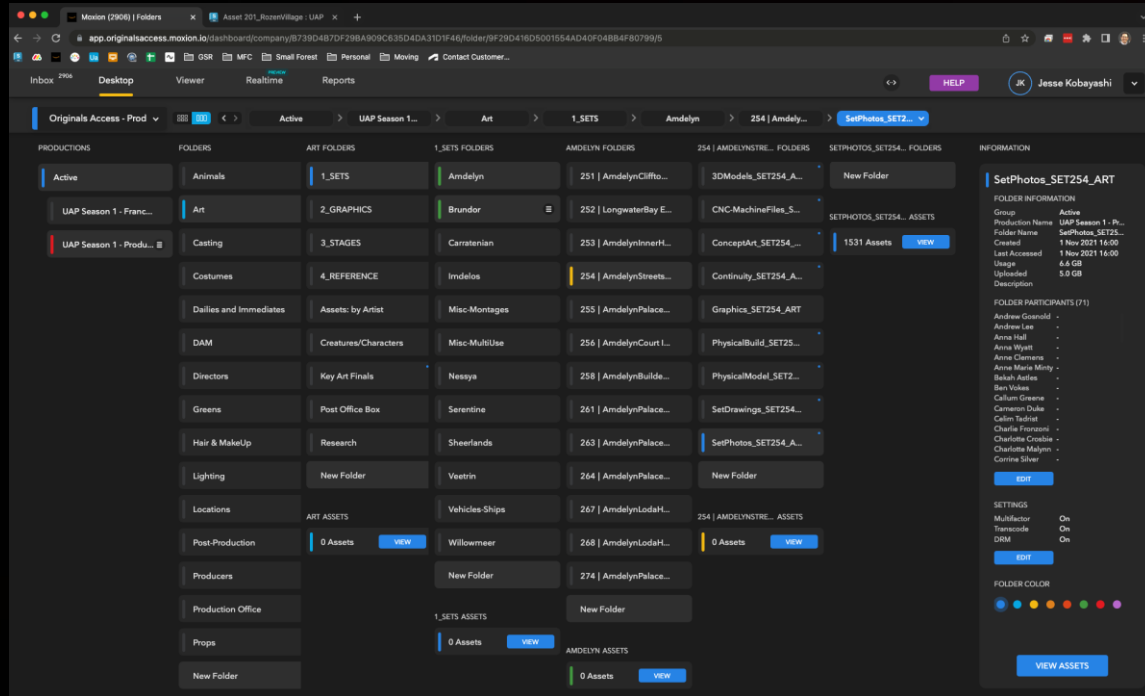 Moxion (2906) | Folders
Asset 201_RozenVillage : UAP
app.originalsaccess.moxion.io/dashboard/company/B739D4B7DF29BA909C635D4DA31D1F46/folder/9F29D416D5001554AD40F04BB4F80799/5
GSR
MFC
Small Forest
Personal
Moving
Contact Customer...
Inbox 2906
Desktop
Viewer
Realtime
PREVIEW
Reports
HELP
JK
Jesse Kobayashi
Originals Access - Prod
Active
UAP Season 1...
Art
1_SETS
Amdelyn
254 | Amdely...
SetPhotos_SET2...
PRODUCTIONS
Active
UAP Season 1 - Franc...
UAP Season 1 - Produ...
FOLDERS
Animals
Art
Casting
Costumes
Dailies and Immediates
DAM
Directors
Greens
Hair & MakeUp
Lighting
Locations
Post-Production
Producers
Production Office
Props
New Folder
ART FOLDERS
1_SETS
2_GRAPHICS
3_STAGES
4_REFERENCE
Assets: by Artist
Creatures/Characters
Key Art Finals
Post Office Box
Research
New Folder
ART ASSETS
0 Assets
VIEW
1_SETS FOLDERS
Amdelyn
Brundor
Carratenian
Imdelos
Misc-Montages
Misc-MultiUse
Nessya
Serentine
Sheerlands
Veetrin
Vehicles-Ships
Willowmeer
New Folder
1_SETS ASSETS
0 Assets
VIEW
AMDELYN FOLDERS
251 | AmdelynCliffto...
252 | LongwaterBay E...
253 | AmdelynInnerH...
254 | AmdelynStreets...
255 | AmdelynPalace...
256 | AmdelynCourt I...
258 | AmdelynBuilde...
261 | AmdelynPalace...
263 | AmdelynPalace...
264 | AmdelynPalace...
267 | AmdelynLodaH...
268 | AmdelynLodaH...
274 | AmdelynPalace...
New Folder
AMDELYN ASSETS
0 Assets
VIEW
254 | AMDELYNSTRE... FOLDERS
3DModels_SET254_A...
CNC-MachineFiles_S...
ConceptArt_SET254_...
Continuity_SET254_A...
Graphics_SET254_ART
PhysicalBuild_SET25...
PhysicalModel_SET2...
SetDrawings_SET254...
SetPhotos_SET254_A...
New Folder
254 | AMDELYNSTRE... ASSETS
0 Assets
VIEW
SETPHOTOS_SET254... FOLDERS
New Folder
SETPHOTOS_SET254... ASSETS
1531 Assets
VIEW
INFORMATION
SetPhotos_SET254_ART
FOLDER INFORMATION
Group Active
Production Name UAP Season 1 - Pr...
Folder Name SetPhotos_SET25...
Created 1 Nov 2021 16:00
Last Accessed 1 Nov 2021 16:00
Usage 6.6 GB
Uploaded 5.0 GB
Description
FOLDER PARTICIPANTS (71)
Andrew Goanold -
Andrew Lee -
Anna Hall -
Anna Wyatt -
Anne Clemens -
Anne Marie Minty -
Bekah Astles -
Ben Vokes -
Callum Greene -
Cameron Duke -
Celim Tadrist -
Charlie Fronzoni -
Charlotte Crosbie -
Charlotte Malynn -
Corrine Silver -
EDIT
SETTINGS
Multifactor On
Transcode On
DRM On
EDIT
FOLDER COLOR
VIEW ASSETS